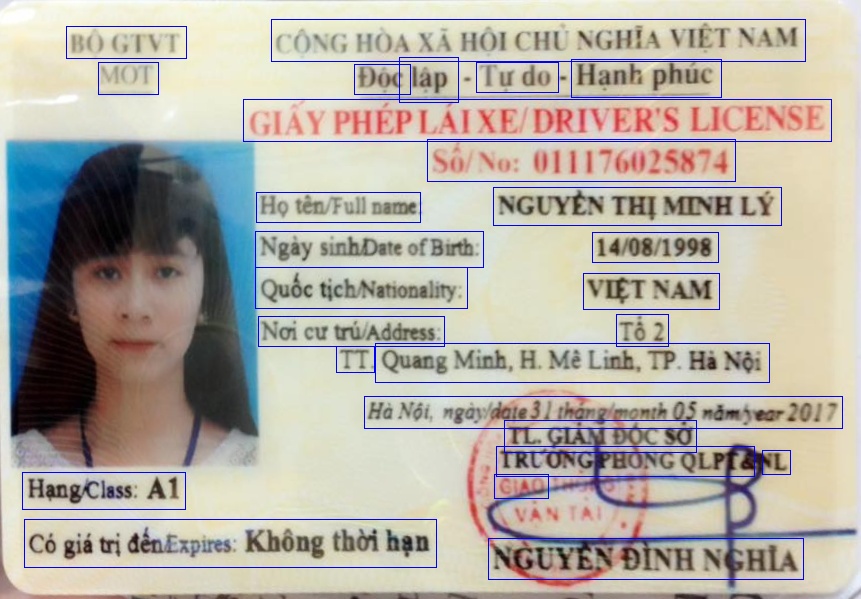 BỘ GTVT
CỘNG HÒA XÃ HỘI CHỦ NGHĨA VIỆT NAM
MOT
Độc lập - Tự do - Hạnh phúc
GIẤY PHÉP LÁI XE/ DRIVER'S LICENSE
Số/No: 011176025874
Họ tên/Full name: NGUYỄN THỊ MINH LÝ
Ngày sinh/Date of Birth: 14/08/1998
Quốc tịch/Nationality: VIỆT NAM
Nơi cư trú/Address: Tổ 2
TT. Quang Minh, H. Mê Linh, TP. Hà Nội
Hà Nội, ngày/date 31 tháng/month 05 năm/year 2017
TL. GIÁM ĐỐC SỞ
TRƯỞNG PHÒNG QLPT&NL
GIAO THÔNG
VẬN TẢI
Hạng/Class: A1
Có giá trị đến/Expires: Không thời hạn
NGUYỄN ĐÌNH NGHĨA